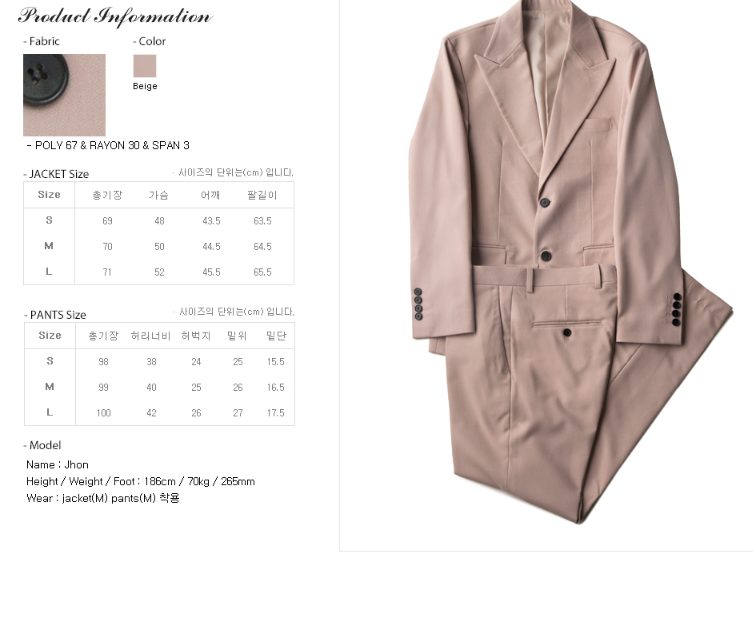 Product Information
- Fabric
- Color
Beige
- POLY 67 & RAYON 30 & SPAN 3
- JACKET Size
- 사이즈의 단위는(cm) 입니다.
Size 총기장 가슴 어깨 팔길이
S 69 48 43.5 63.5
M 70 50 44.5 64.5
L 71 52 45.5 65.5
- PANTS Size
- 사이즈의 단위는(cm) 입니다.
Size 총기장 허리너비 허벅지 밑위 밑단
S 98 38 24 25 15.5
M 99 40 25 26 16.5
L 100 42 26 27 17.5
- Model
Name : Jhon
Height / Weight / Foot : 186cm / 70kg / 265mm
Wear : jacket(M) pants(M) 착용